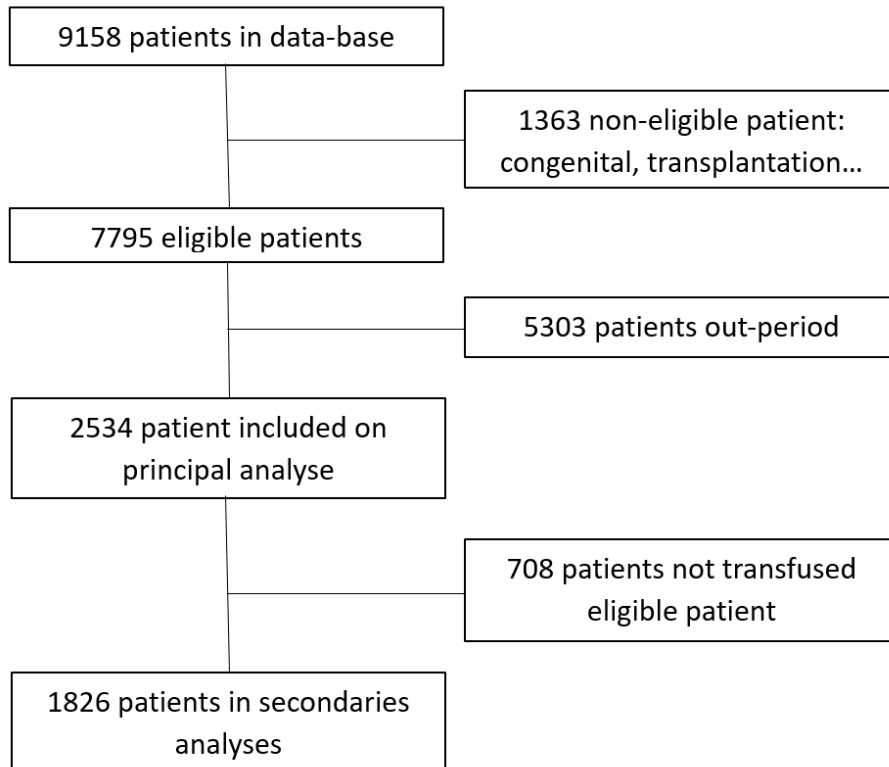 9158 patients in data-base
1363 non-eligible patient:
congenital, transplantation…
7795 eligible patients
5303 patients out-period
2534 patient included on
principal analyse
708 patients not transfused
eligible patient
1826 patients in secondaries
analyses